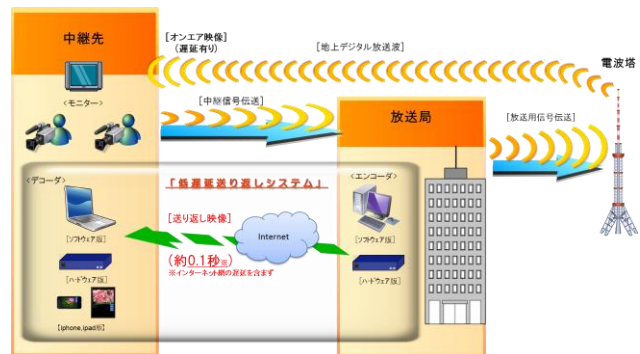 中継先
[オンエア映像]
(遅延有り)
[地上デジタル放送波]
電波塔
<モニター>
[中継信号伝送]
放送局
[放送用信号伝送]
<デコーダ>
「低遅延送り返しシステム」
<エンコーダ>
[送り返し映像]
Internet
[ソフトウェア版]
[ソフトウェア版]
(約0.1秒※)
※インターネット網の遅延を含まず
[ハードウェア版]
[ハードウェア版]
【iphone,ipad版】